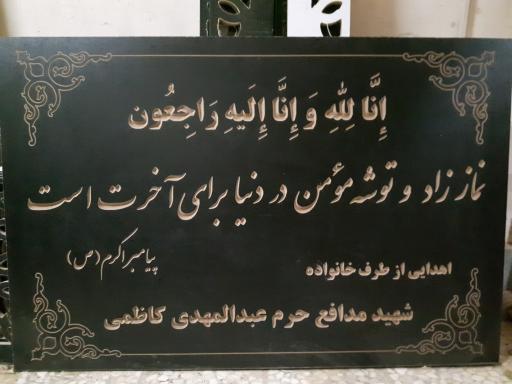 إِنَّا لِلّٰهِ وَ إِنَّا إِلَيهِ رَاجِعُون
نماز زاد و توشه مؤمن در دنیا برای آخرت است
پیامبر اکرم (ص)
اهدایی از طرف خانواده
شهید مدافع حرم عبدالمهدی کاظمی